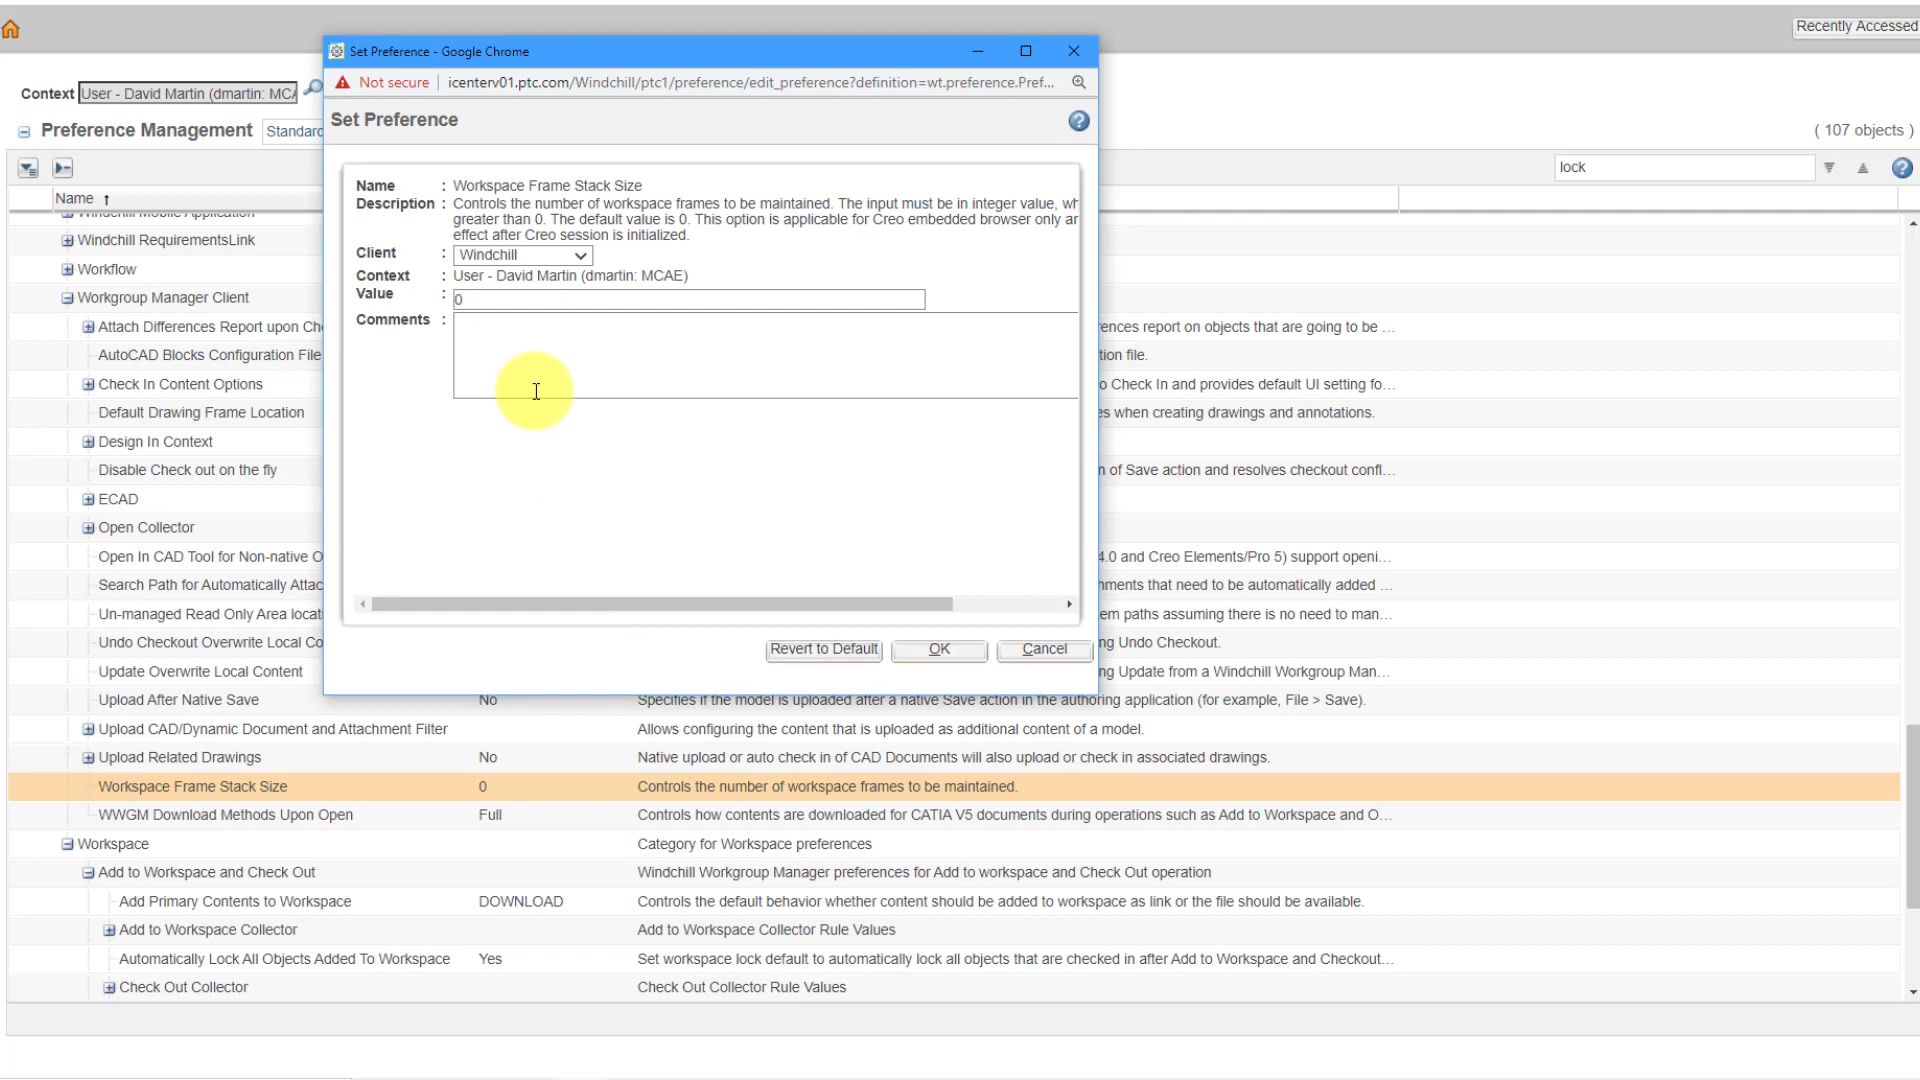 Recently Accessed
Set Preference - Google Chrome
Not secure
icenterv01.ptc.com/Windchill/ptc1/preference/edit_preference?definition=wt.preference.Pref...
Context User - David Martin (dmartin: MCA
Set Preference
Preference Management
Standard
( 107 objects )
lock
Name
Name : Workspace Frame Stack Size
Description : Controls the number of workspace frames to be maintained. The input must be in integer value,
greater than 0. The default value is 0. This option is applicable for Creo embedded browser only
effect after Creo session is initialized.
Client : Windchill
Context : User - David Martin (dmartin: MCAE)
Value : 0
Comments :
Revert to Default
OK
Cancel
Windchill Mobile Application
Windchill RequirementsLink
Workflow
Workgroup Manager Client
Attach Differences Report upon Che
ences report on objects that are going to be ...
AutoCAD Blocks Configuration File
tion file.
Check In Content Options
o Check In and provides default UI setting fo...
Default Drawing Frame Location
es when creating drawings and annotations.
Design In Context
Disable Check out on the fly
n of Save action and resolves checkout confl...
ECAD
Open Collector
Open In CAD Tool for Non-native O
4.0 and Creo Elements/Pro 5) support openi...
Search Path for Automatically Attac
hments that need to be automatically added ...
Un-managed Read Only Area locati
em paths assuming there is no need to man...
Undo Checkout Overwrite Local Co
ng Undo Checkout.
Update Overwrite Local Content
ng Update from a Windchill Workgroup Man...
Upload After Native Save No Specifies if the model is uploaded after a native Save action in the authoring application (for example, File > Save).
Upload CAD/Dynamic Document and Attachment Filter Allows configuring the content that is uploaded as additional content of a model.
Upload Related Drawings No Native upload or auto check in of CAD Documents will also upload or check in associated drawings.
Workspace Frame Stack Size 0 Controls the number of workspace frames to be maintained.
WWGM Download Methods Upon Open Full Controls how contents are downloaded for CATIA V5 documents during operations such as Add to Workspace and O...
Workspace Category for Workspace preferences
Add to Workspace and Check Out Windchill Workgroup Manager preferences for Add to workspace and Check Out operation
Add Primary Contents to Workspace DOWNLOAD Controls the default behavior whether content should be added to workspace as link or the file should be available.
Add to Workspace Collector Add to Workspace Collector Rule Values
Automatically Lock All Objects Added To Workspace Yes Set workspace lock default to automatically lock all objects that are checked in after Add to Workspace and Checkout...
Check Out Collector Check Out Collector Rule Values